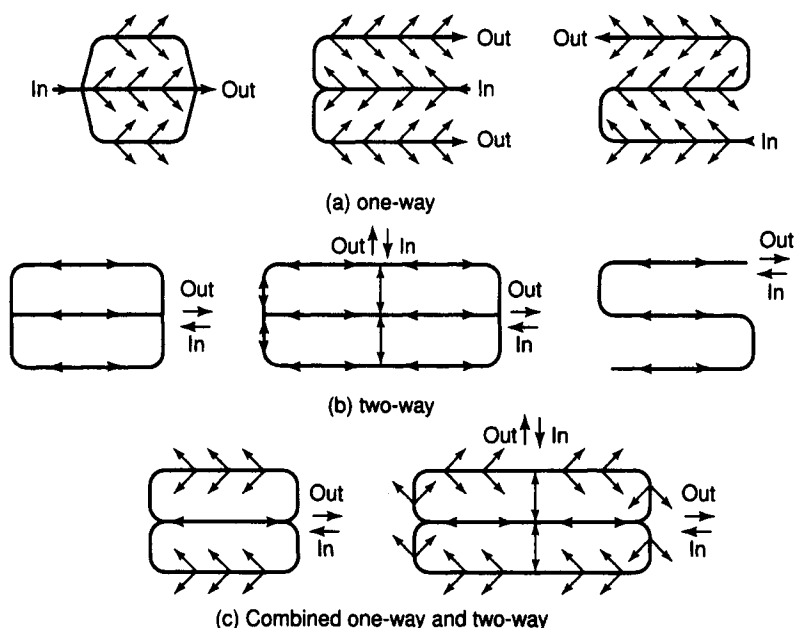 Out
Out
In
Out
In
Out
Out
In
(a) one-way
Out In
Out
In
Out
In
Out
In
(b) two-way
Out In
Out
In
Out
In
(c) Combined one-way and two-way